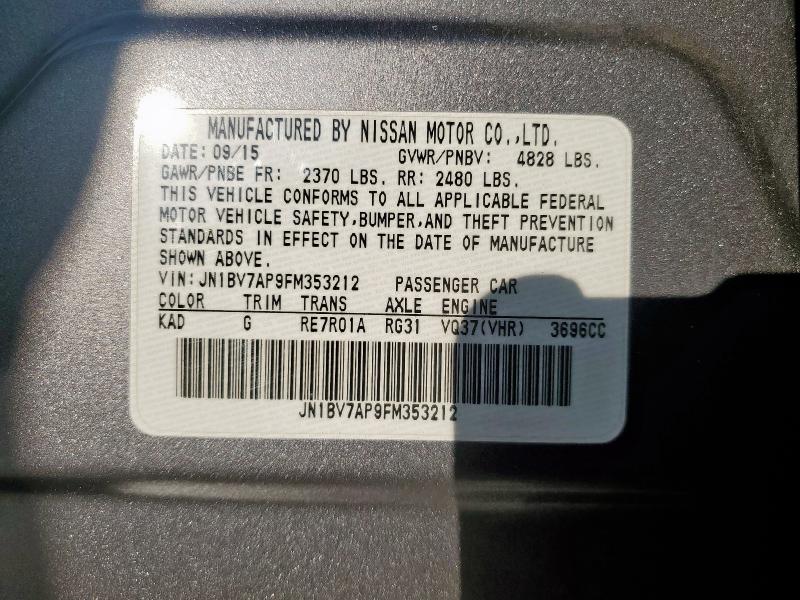 MANUFACTURED BY NISSAN MOTOR CO.,LTD.
DATE: 09/15 GVWR/PNBV: 4828 LBS.
GAWR/PNBE FR: 2370 LBS. RR: 2480 LBS.
THIS VEHICLE CONFORMS TO ALL APPLICABLE FEDERAL
MOTOR VEHICLE SAFETY,BUMPER,AND THEFT PREVENTION
STANDARDS IN EFFECT ON THE DATE OF MANUFACTURE
SHOWN ABOVE.
VIN: JN1BV7AP9FM353212 PASSENGER CAR
COLOR TRIM TRANS AXLE ENGINE
KAD G RE7R01A RG31 VQ37(VHR) 3696CC
JN1BV7AP9FM353212